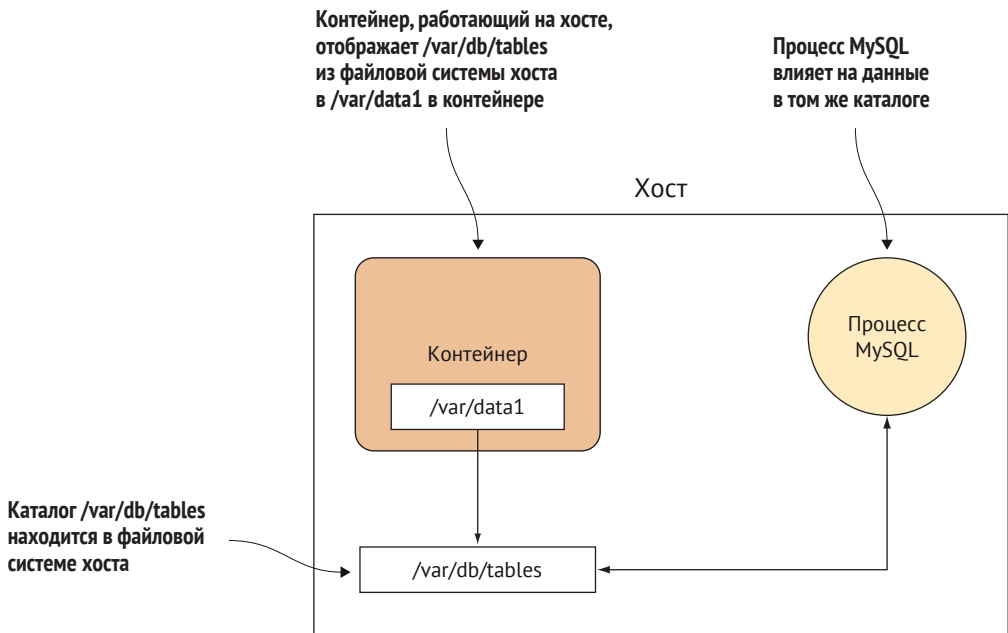 Контейнер, работающий на хосте,
отображает /var/db/tables
из файловой системы хоста
в /var/data1 в контейнере
Процесс MySQL
влияет на данные
в том же каталоге
Хост
Контейнер
/var/data1
Процесс
MySQL
Каталог /var/db/tables
находится в файловой
системе хоста
/var/db/tables